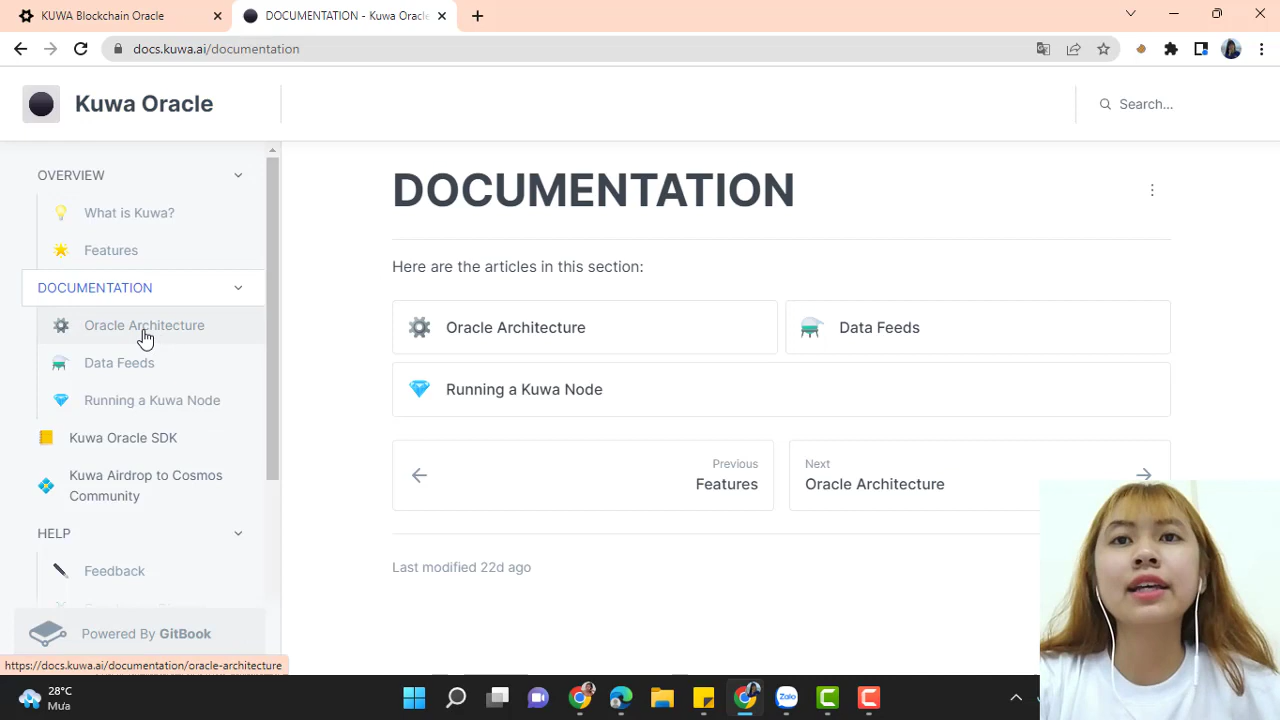 KUWA Blockchain Oracle
DOCUMENTATION - Kuwa Oracle
docs.kuwa.ai/documentation
Kuwa Oracle
Search...
OVERVIEW
What is Kuwa?
Features
DOCUMENTATION
Oracle Architecture
Data Feeds
Running a Kuwa Node
Kuwa Oracle SDK
Kuwa Airdrop to Cosmos
Community
HELP
Feedback
Powered By GitBook
https://docs.kuwa.ai/documentation/oracle-architecture
DOCUMENTATION
Here are the articles in this section:
Oracle Architecture
Data Feeds
Running a Kuwa Node
Previous
Features
Next
Oracle Architecture
Last modified 22d ago
28°C
Mưa
Zalo